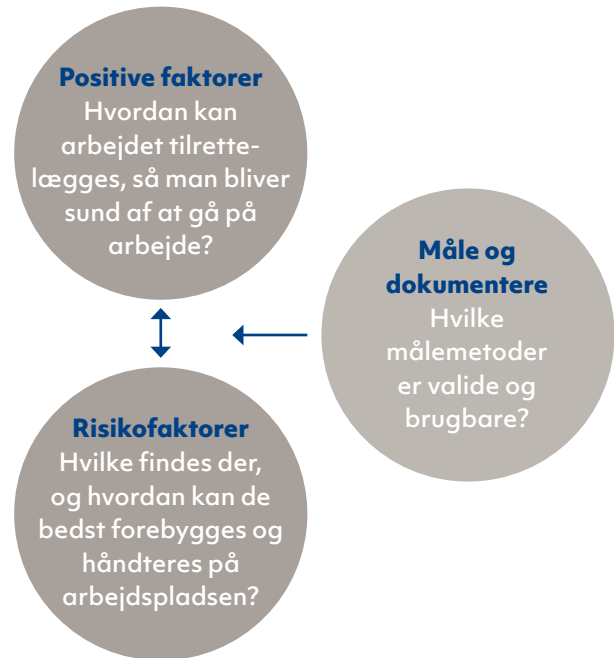 Positive faktorer
Hvordan kan
arbejdet tilrette-
lægges, så man bliver
sund af at gå på
arbejde?
Måle og
dokumentere
Hvilke
målemetoder
er valide og
brugbare?
Risikofaktorer
Hvilke findes der,
og hvordan kan de
bedst forebygges og
håndteres på
arbejdspladsen?